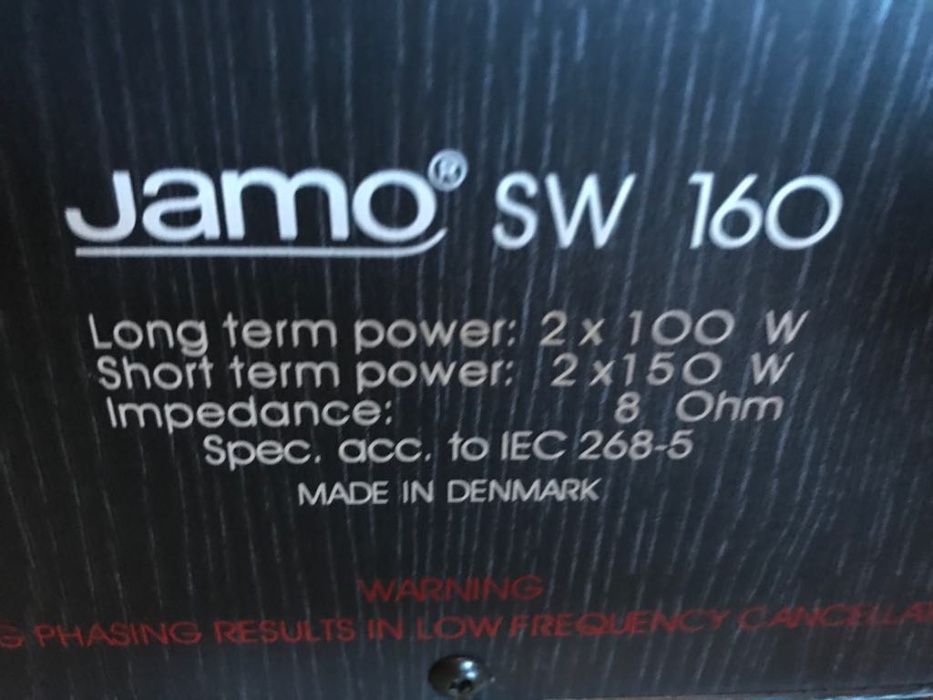 Jamo® SW 160
Long term power: 2 x 100 W
Short term power: 2 x 150 W
Impedance: 8 Ohm
Spec. acc. to IEC 268-5
MADE IN DENMARK
WARNING
PHASING RESULTS IN LOW FREQUENCY